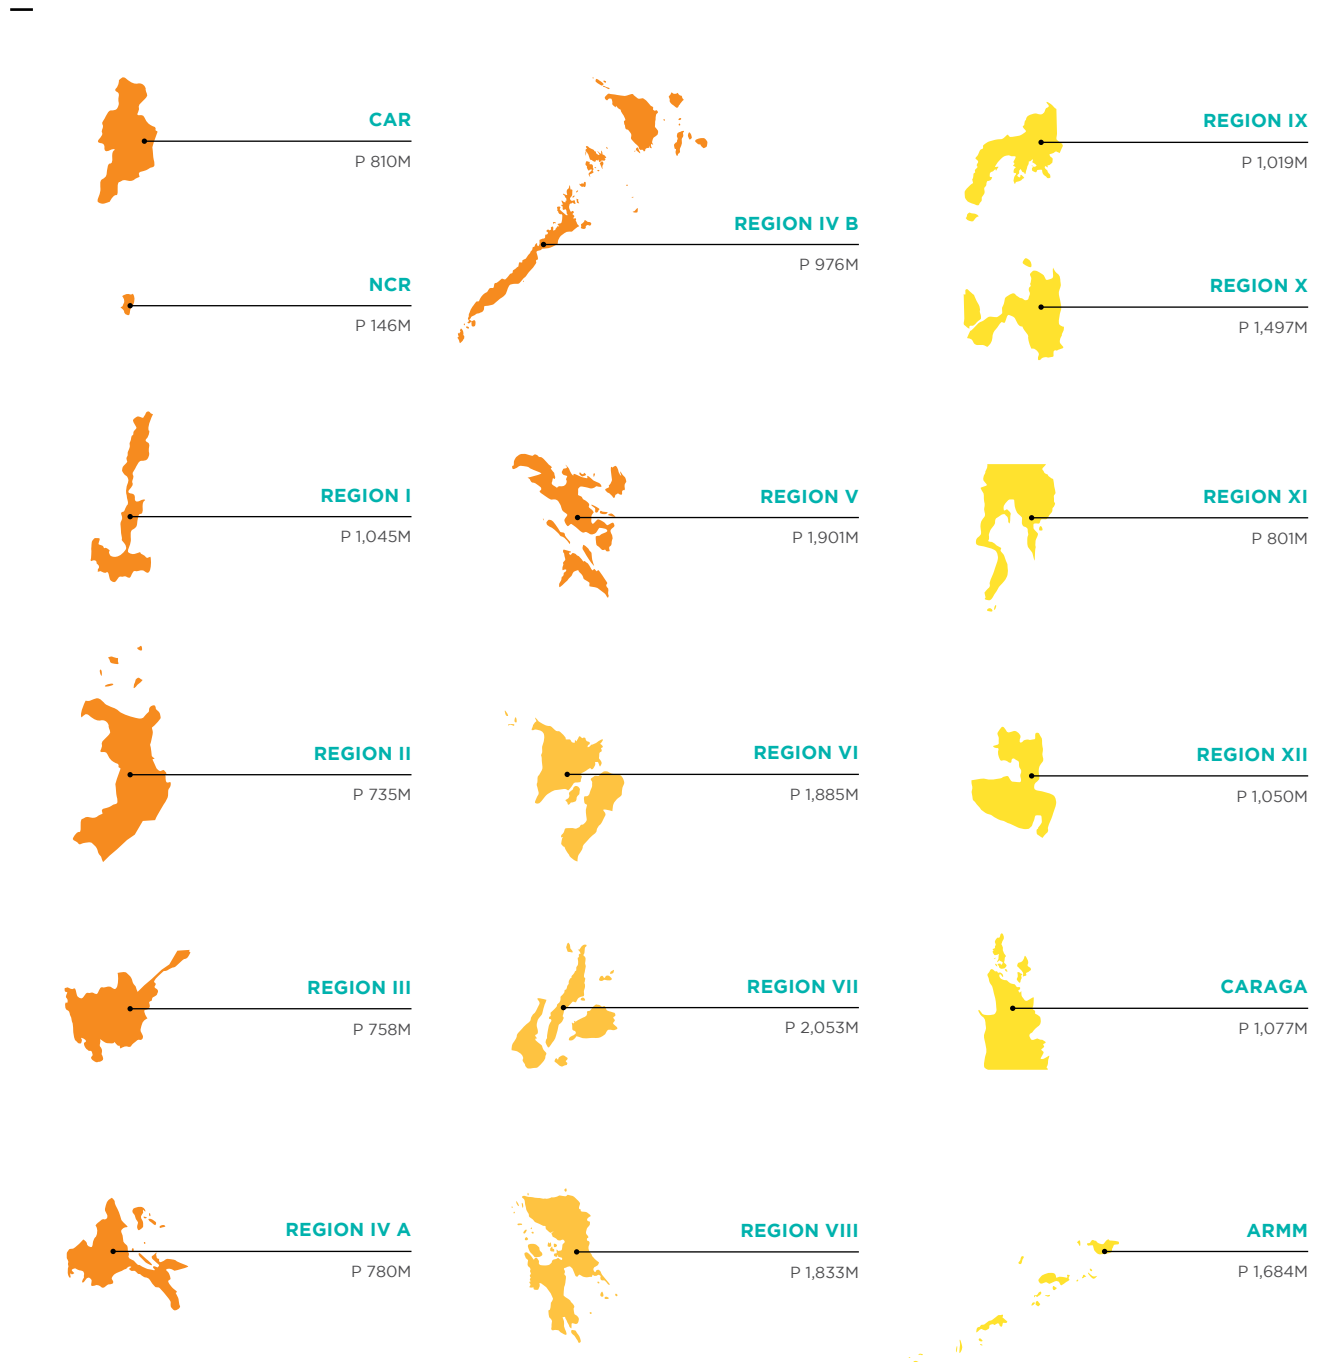 CAR
P 810M
NCR
P 146M
REGION I
P 1,045M
REGION II
P 735M
REGION III
P 758M
REGION IV A
P 780M
REGION IV B
P 976M
REGION V
P 1,901M
REGION VI
P 1,885M
REGION VII
P 2,053M
REGION VIII
P 1,833M
REGION IX
P 1,019M
REGION X
P 1,497M
REGION XI
P 801M
REGION XII
P 1,050M
CARAGA
P 1,077M
ARMM
P 1,684M